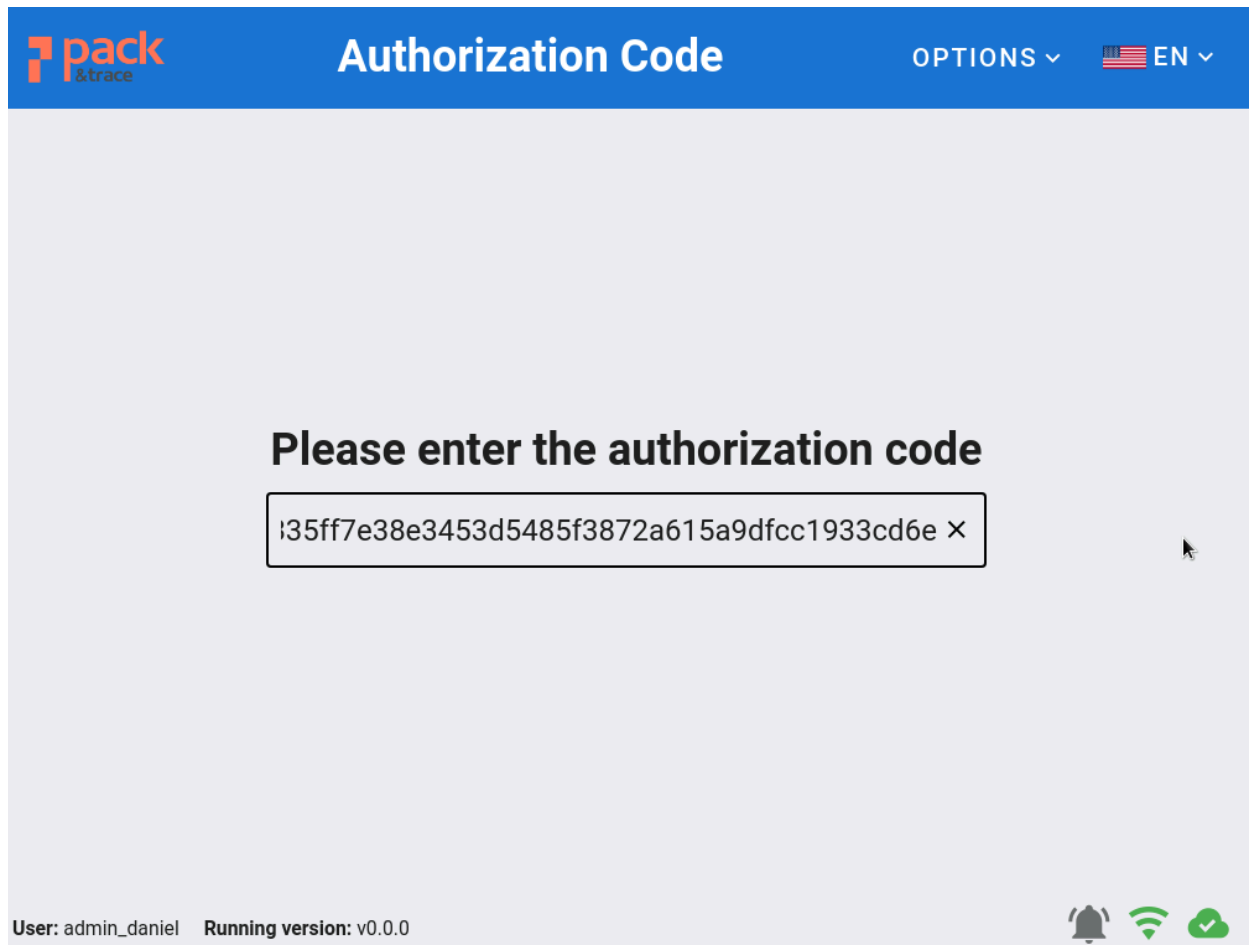 pack
&trace
Authorization Code
OPTIONS
EN
Please enter the authorization code
35ff7e38e3453d5485f3872a615a9dfcc1933cd6e
User: admin_daniel Running version: v0.0.0